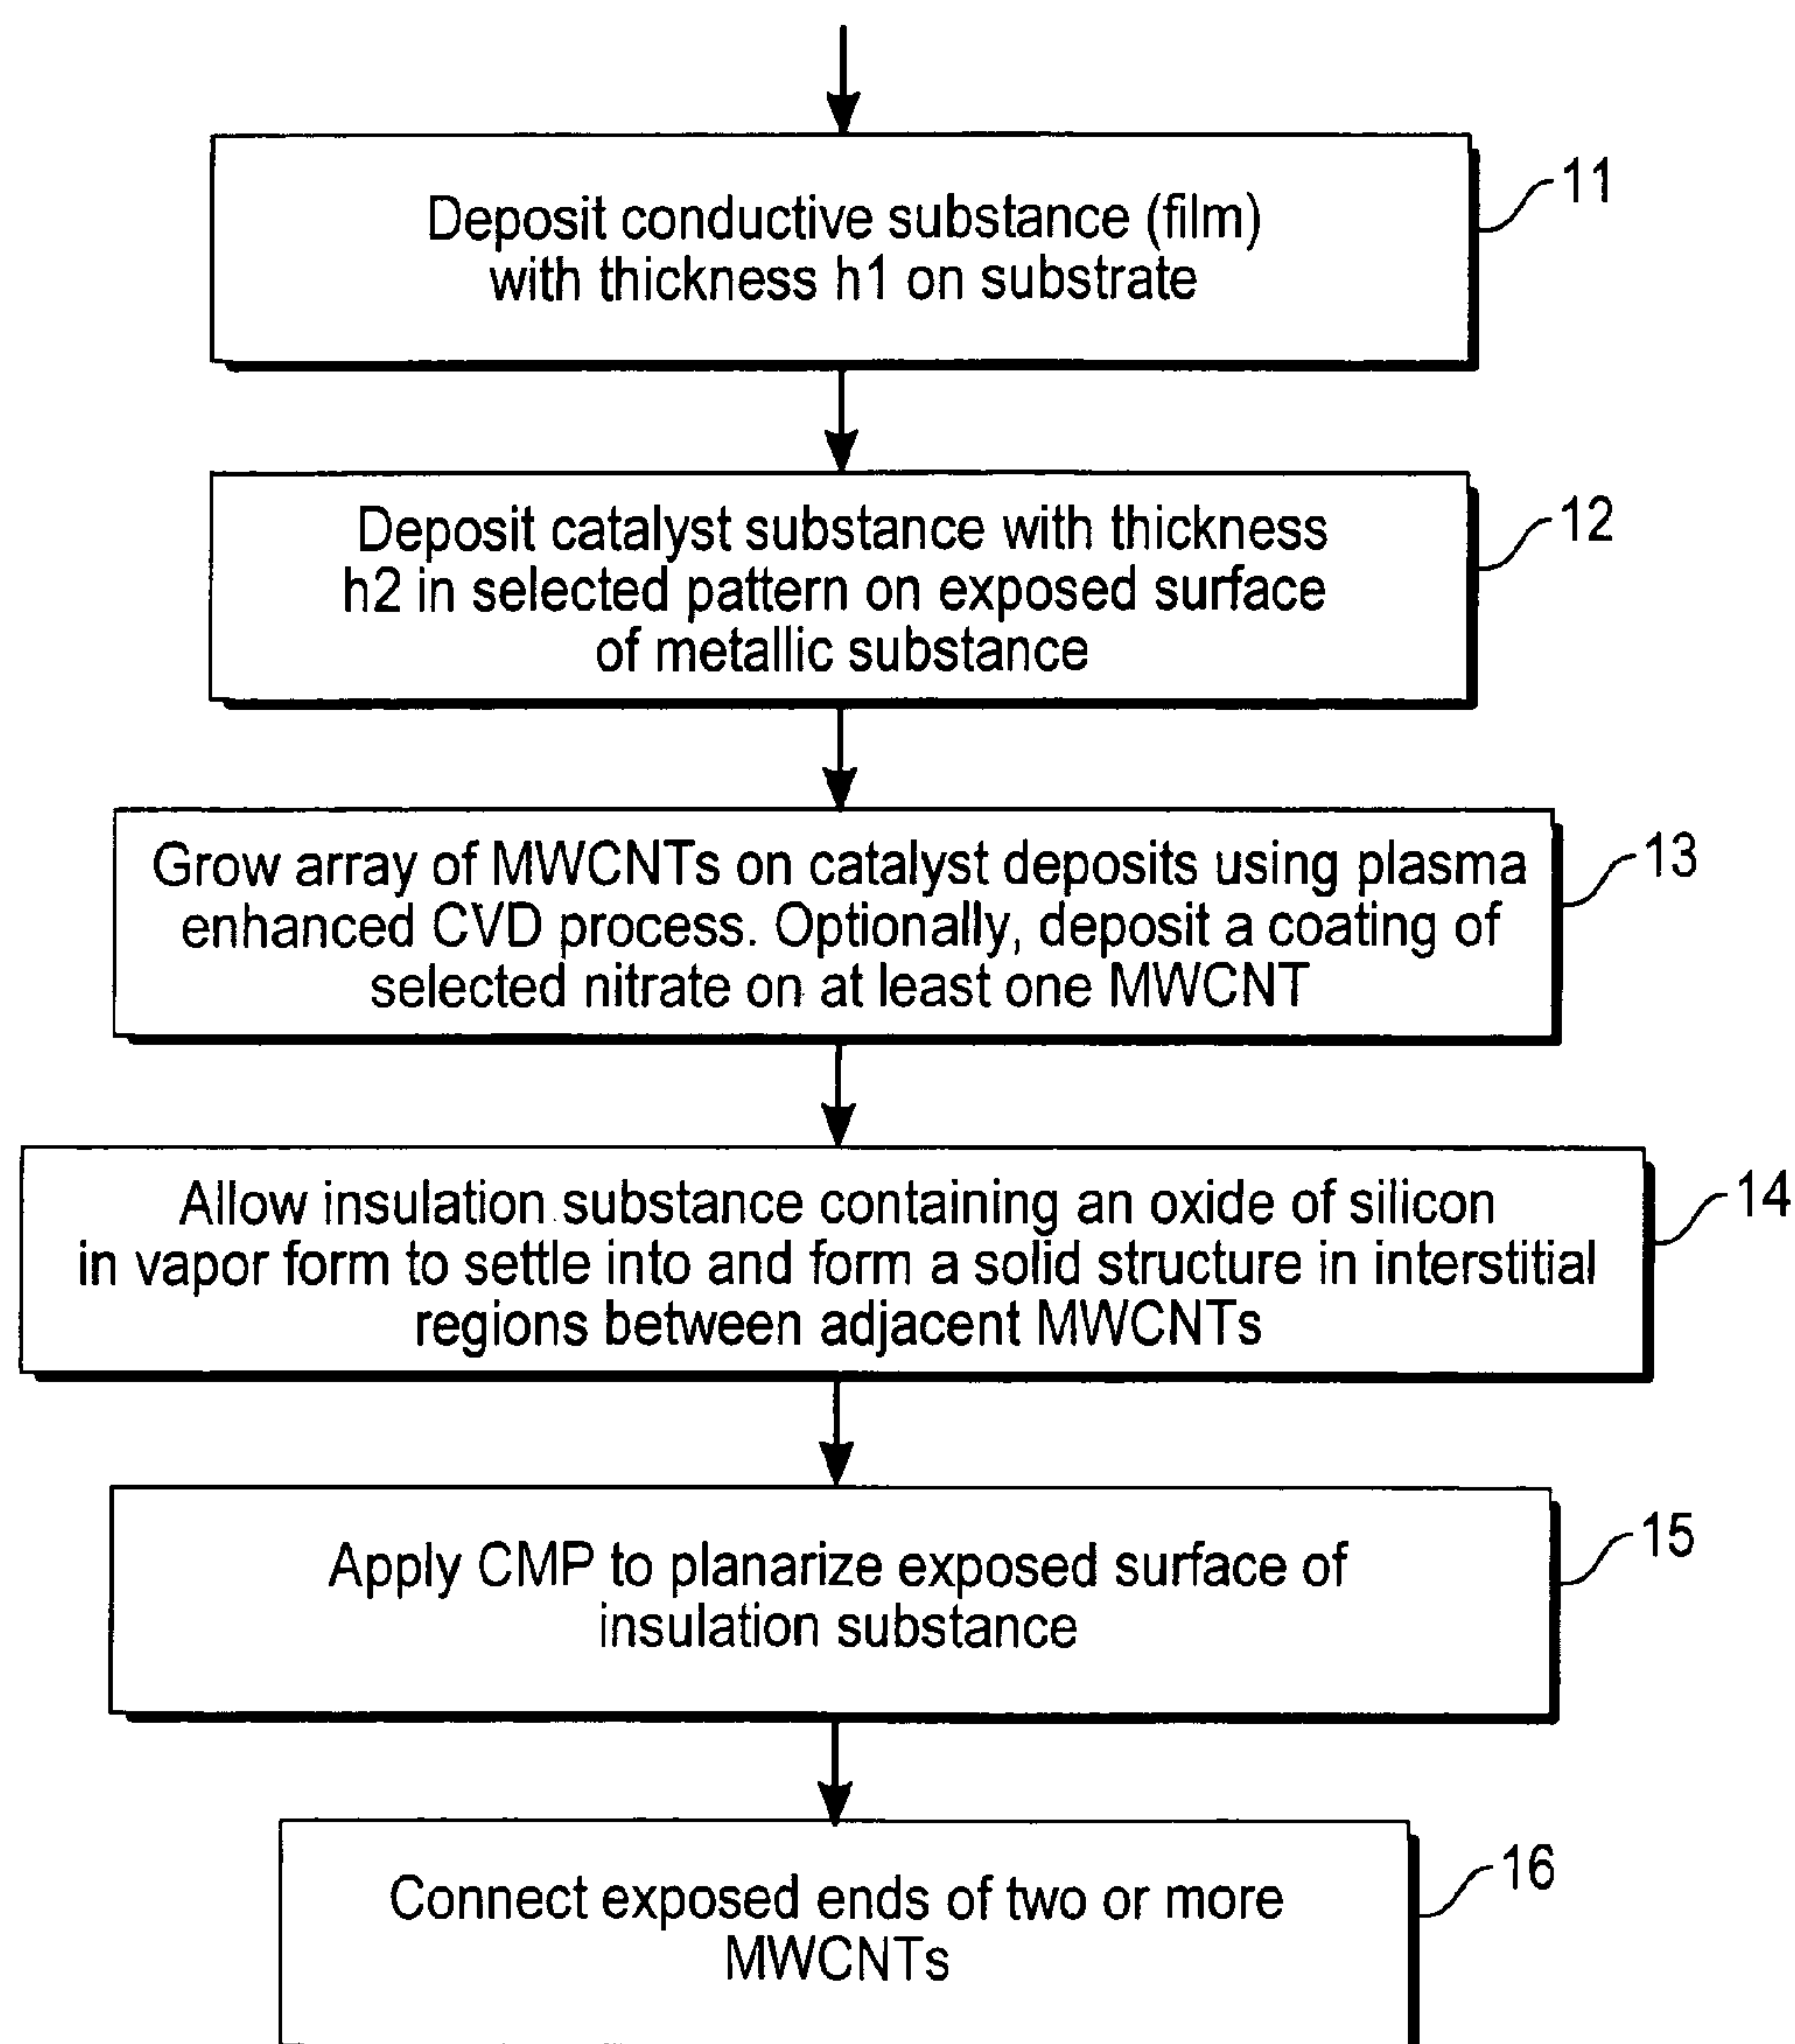 Deposit conductive substance (film)
with thickness h1 on substrate
11
Deposit catalyst substance with thickness
h2 in selected pattern on exposed surface
of metallic substance
12
Grow array of MWCNTs on catalyst deposits using plasma
enhanced CVD process. Optionally, deposit a coating of
selected nitrate on at least one MWCNT
13
Allow insulation substance containing an oxide of silicon
in vapor form to settle into and form a solid structure in interstitial
regions between adjacent MWCNTs
14
Apply CMP to planarize exposed surface of
insulation substance
15
Connect exposed ends of two or more
MWCNTs
16